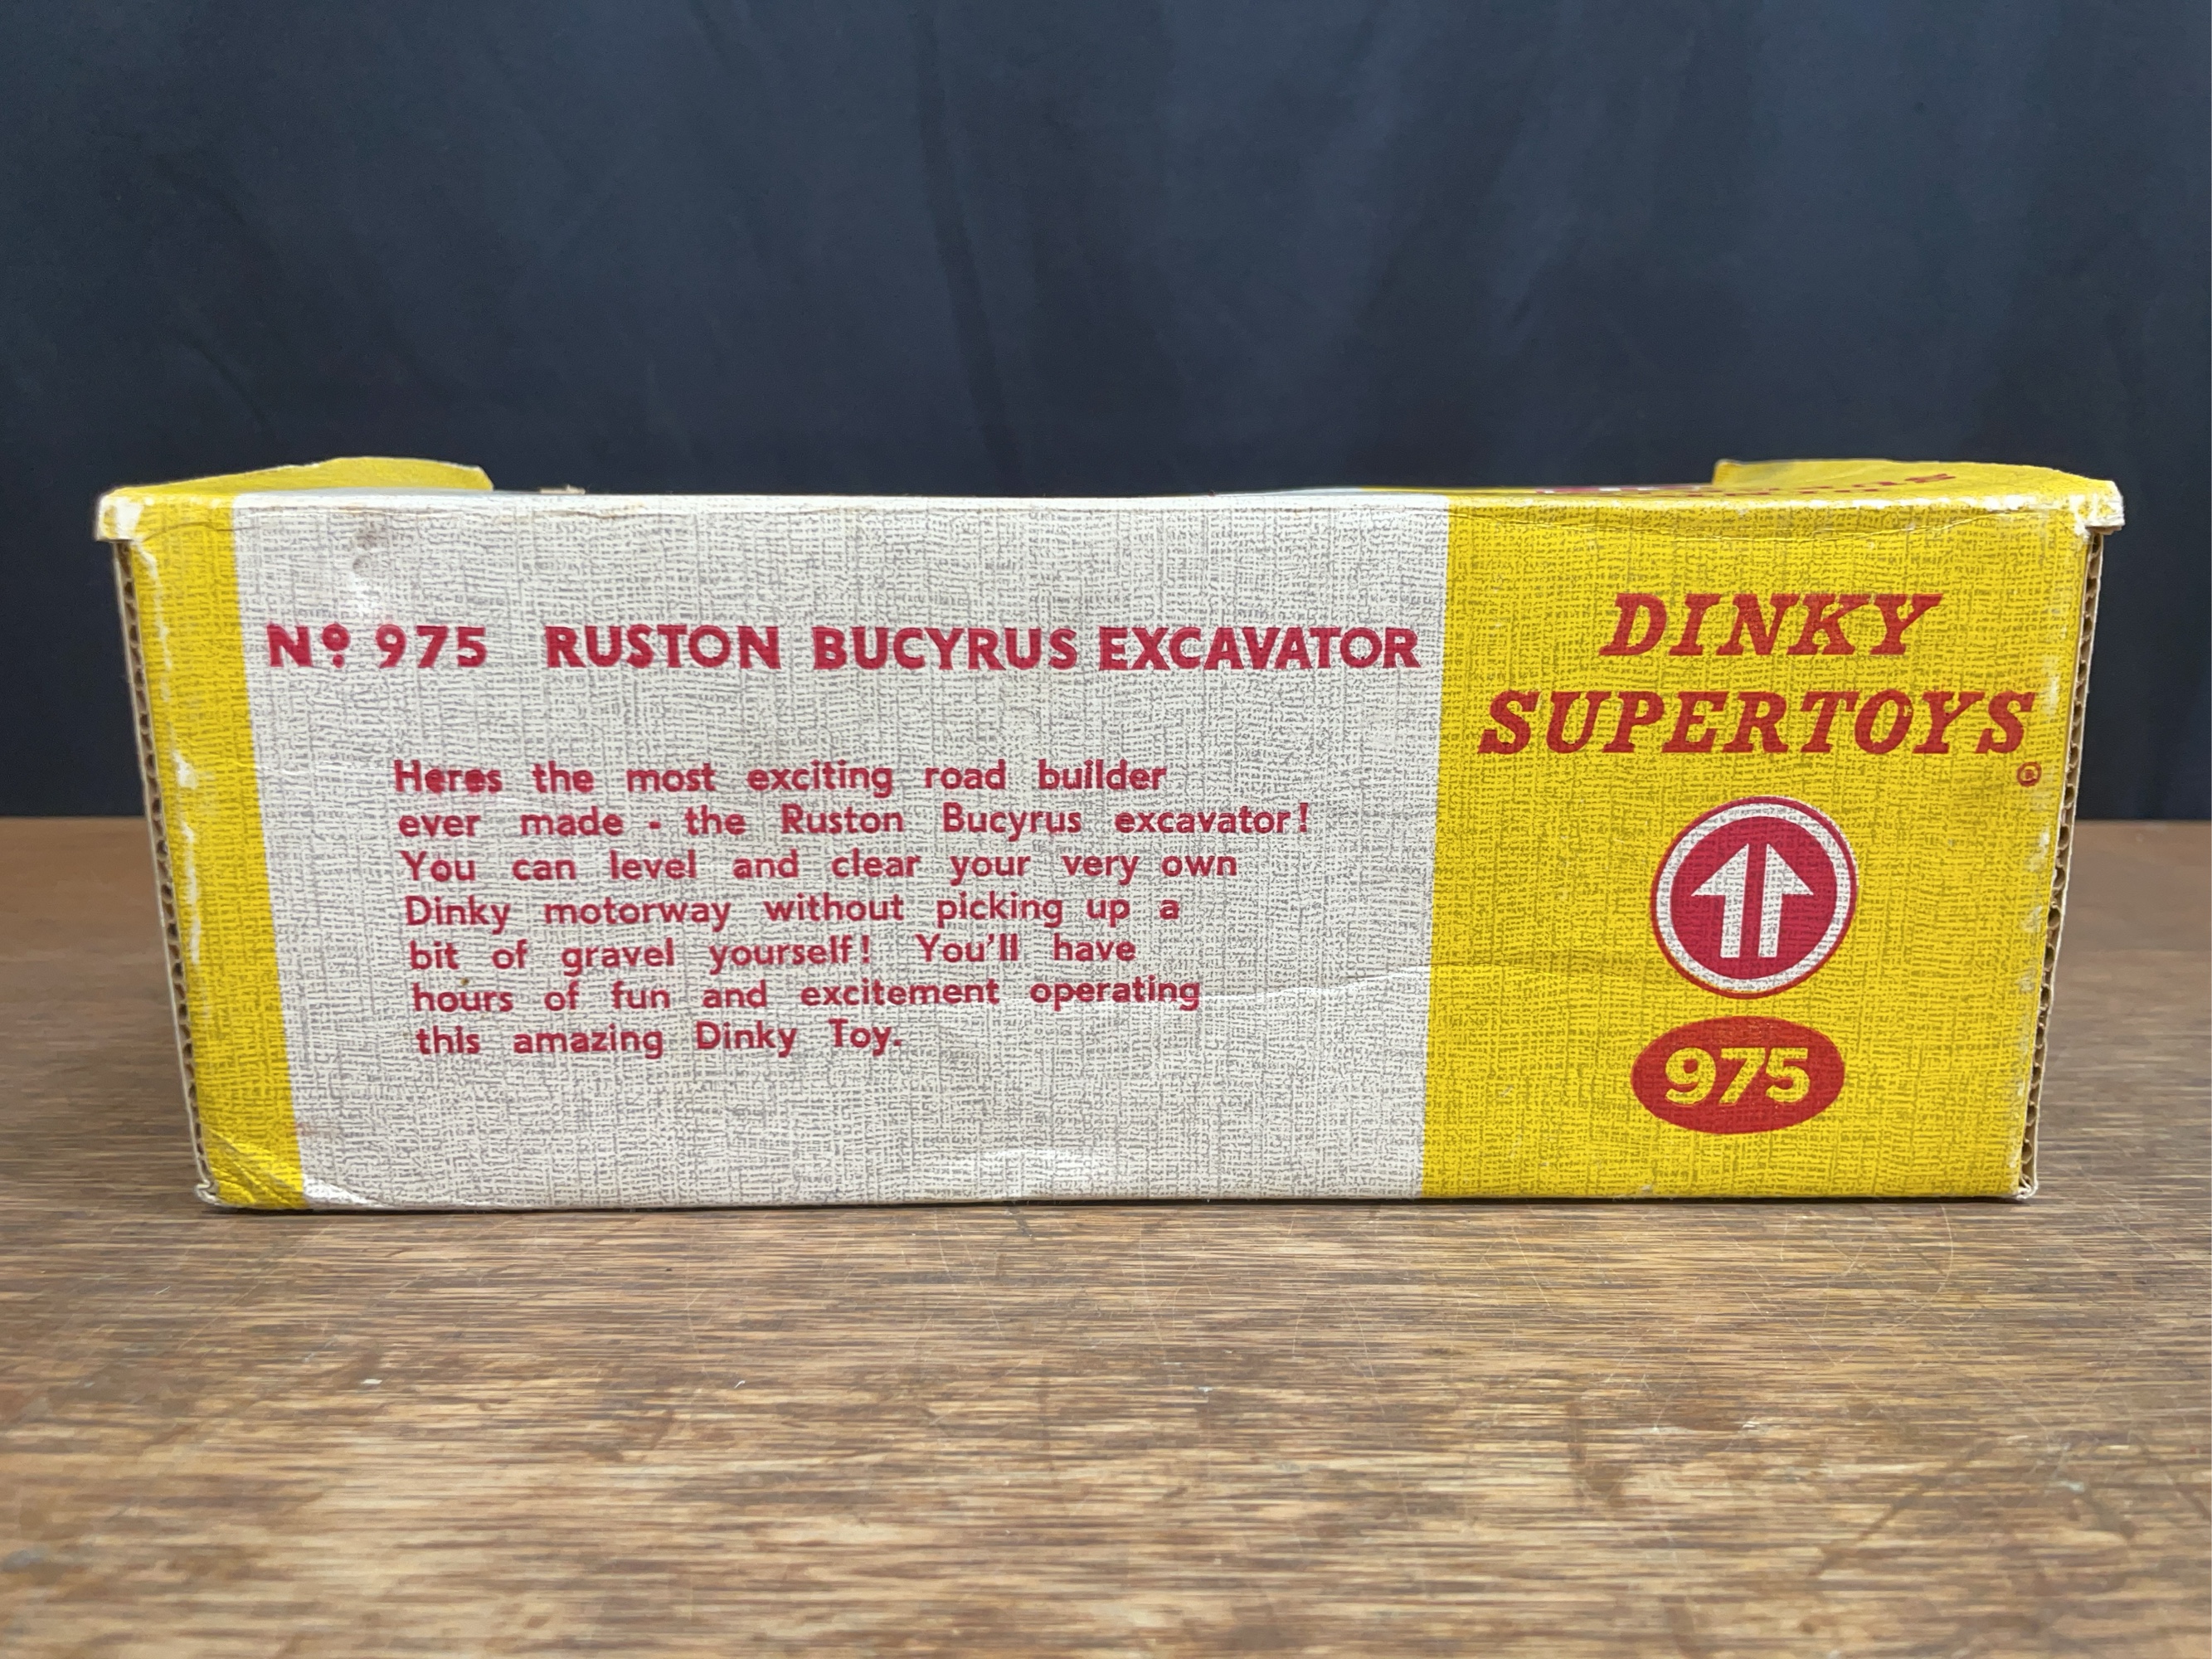 Nº 975 RUSTON BUCYRUS EXCAVATOR
Heres the most exciting road builder
ever made - the Ruston Bucyrus excavator!
You can level and clear your very own
Dinky motorway without picking up a
bit of gravel yourself! You'll have
hours of fun and excitement operating
this amazing Dinky Toy.
DINKY
SUPERTOYS
®
975